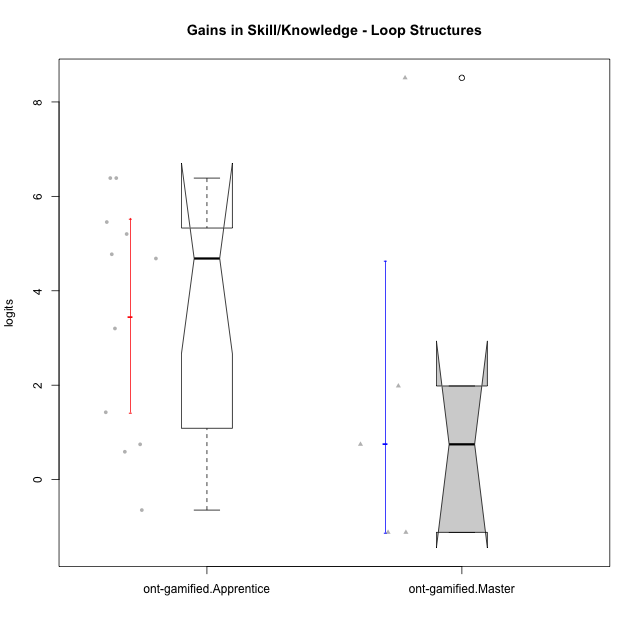 Gains in Skill/Knowledge - Loop Structures
logits
8
6
4
2
0
ont-gamified.Apprentice
ont-gamified.Master